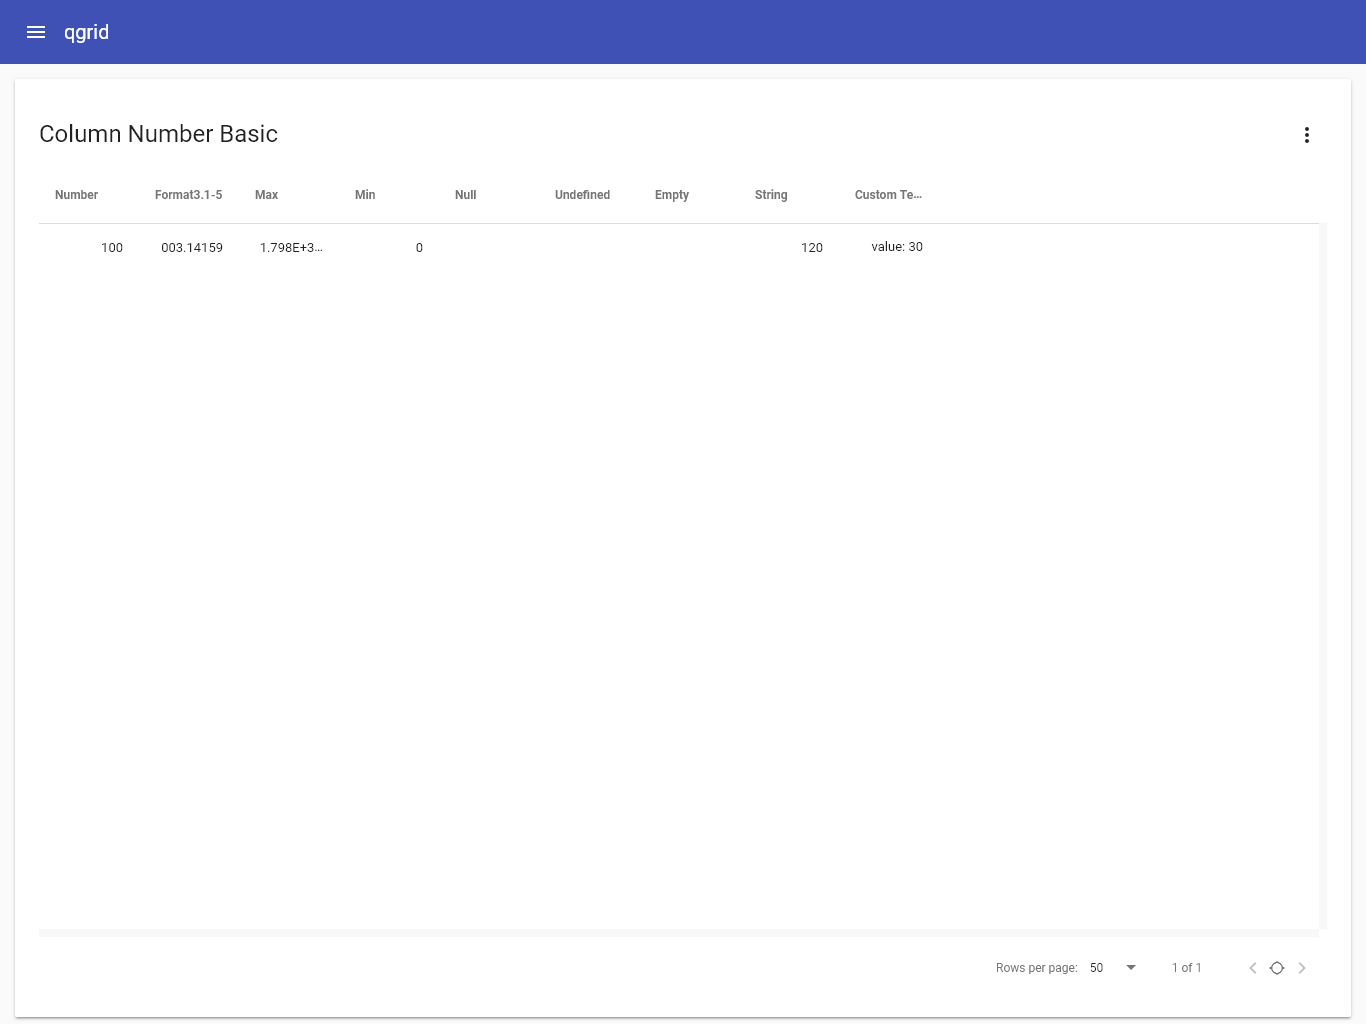 qgrid
Column Number Basic
Number Format3.1-5 Max Min Null Undefined Empty String Custom Te...
100 003.14159 1.798E+3... 0 120 value: 30
Rows per page: 50 1 of 1